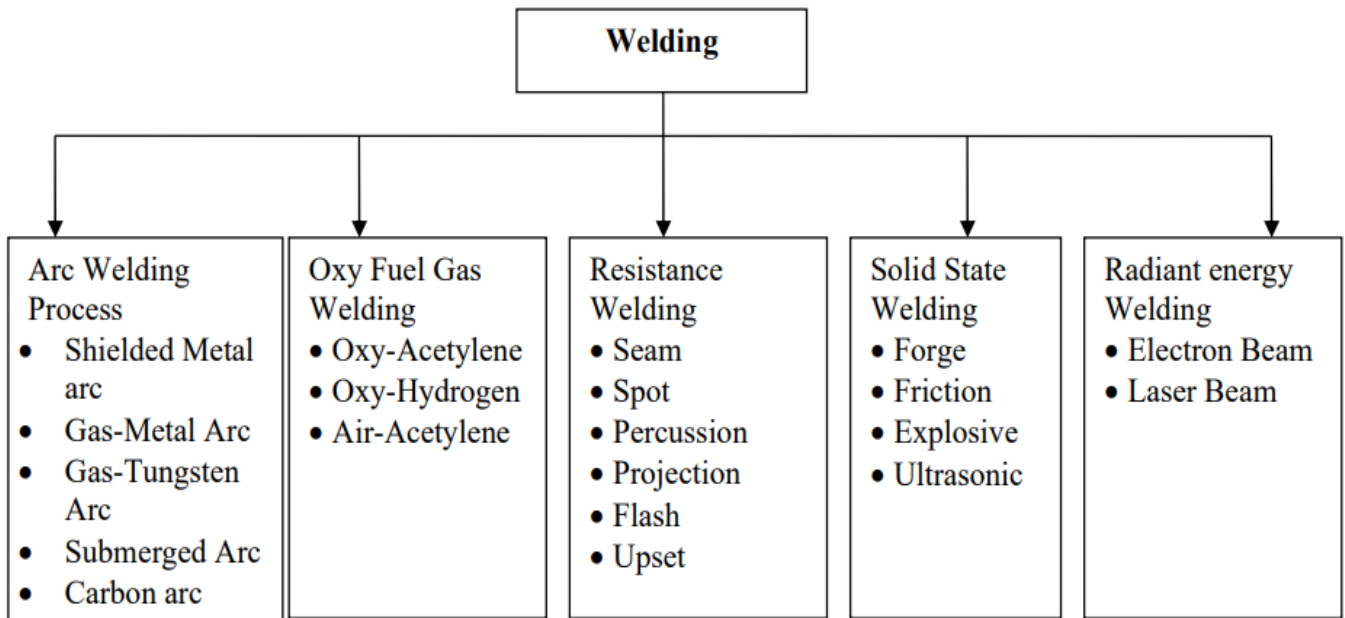 Welding
Arc Welding
Process
• Shielded Metal
arc
• Gas-Metal Arc
• Gas-Tungsten
Arc
• Submerged Arc
• Carbon arc
Oxy Fuel Gas
Welding
• Oxy-Acetylene
• Oxy-Hydrogen
• Air-Acetylene
Resistance
Welding
• Seam
• Spot
• Percussion
• Projection
• Flash
• Upset
Solid State
Welding
• Forge
• Friction
• Explosive
• Ultrasonic
Radiant energy
Welding
• Electron Beam
• Laser Beam